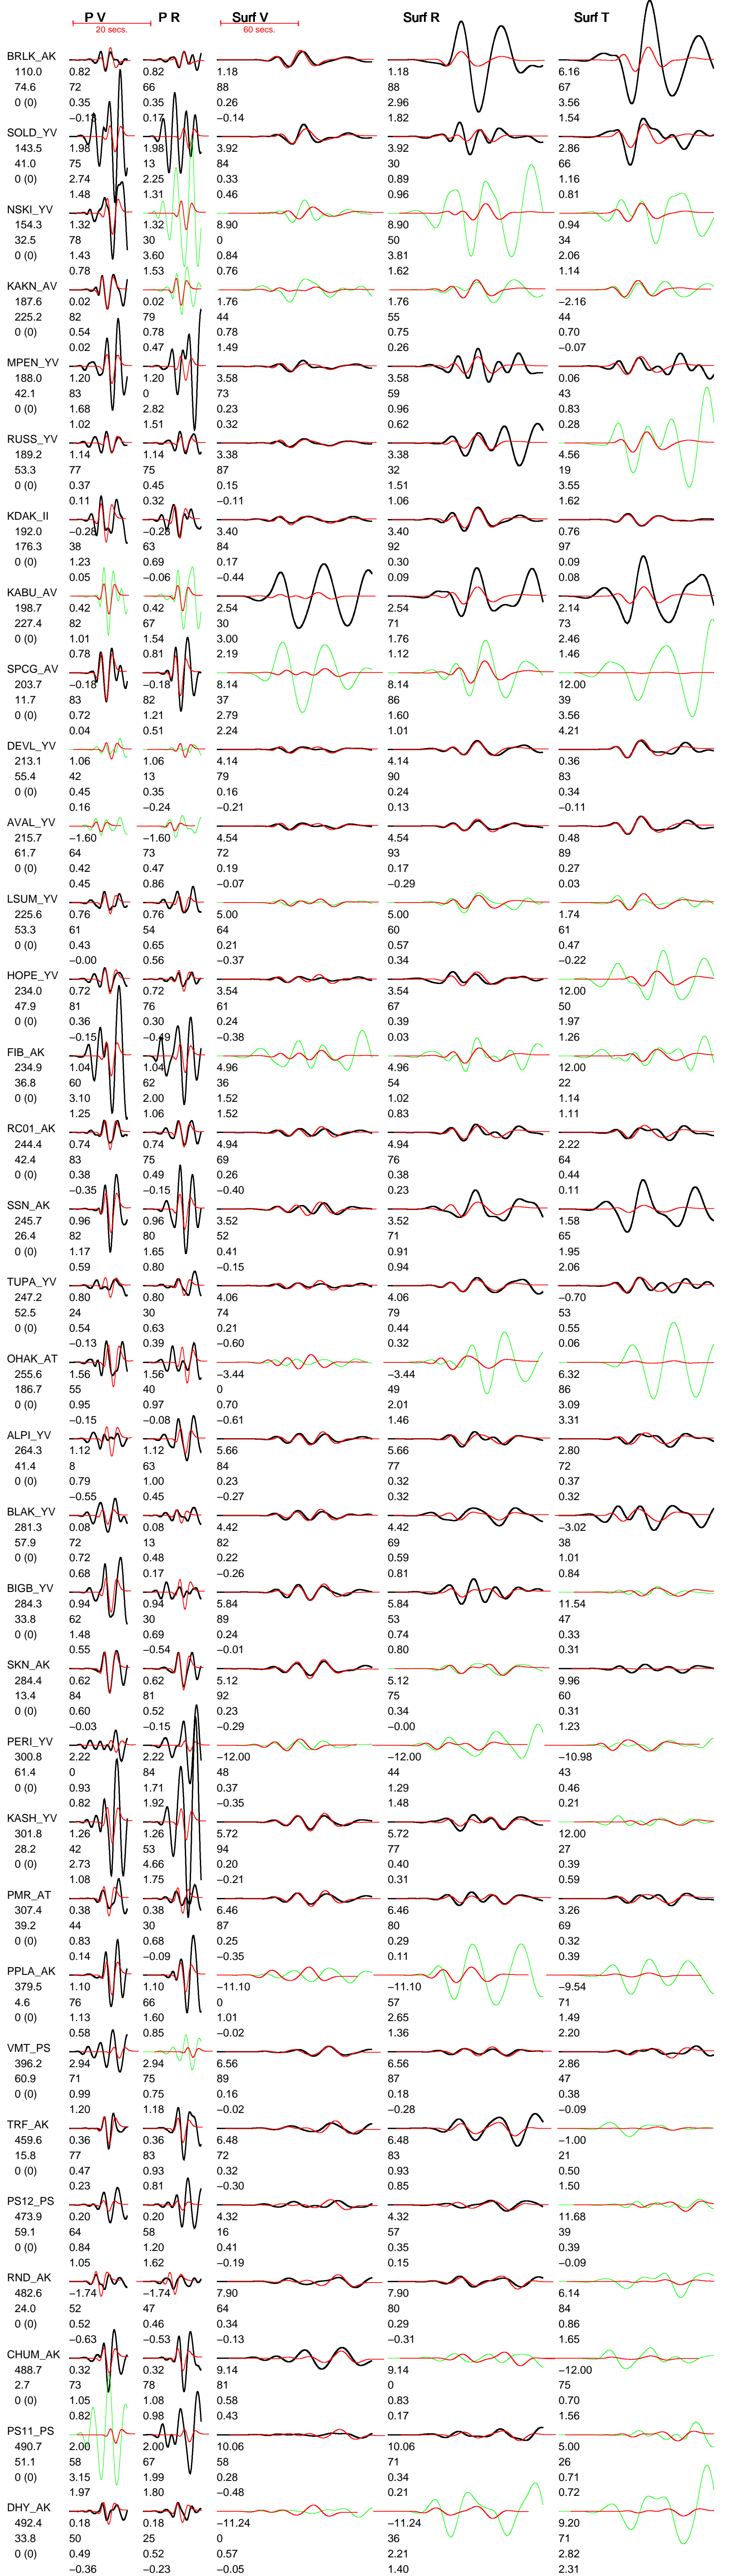 P V P R Surf V Surf R Surf T
20 secs. 60 secs.
BRLK_AK
110.0 0.82 0.82 1.18 1.18 6.16
74.6 72 66 88 88 67
0 (0) 0.35 0.35 0.26 2.96 3.56
−0.13 0.17 −0.14 1.82 1.54
SOLD_YV
143.5 1.98 1.98 3.92 3.92 2.86
41.0 75 13 84 30 66
0 (0) 2.74 2.25 0.33 0.89 1.16
1.48 1.31 0.46 0.96 0.81
NSKI_YV
154.3 1.32 1.32 8.90 8.90 0.94
32.5 78 30 0 50 34
0 (0) 1.43 3.60 0.84 3.81 2.06
0.78 1.53 0.76 1.62 1.14
KAKN_AV
187.6 0.02 0.02 1.76 1.76 −2.16
225.2 82 79 44 55 44
0 (0) 0.54 0.78 0.78 0.75 0.70
0.02 0.47 1.49 0.26 −0.07
MPEN_YV
188.0 1.20 1.20 3.58 3.58 0.06
42.1 83 0 73 59 43
0 (0) 1.68 2.82 0.23 0.96 0.83
1.02 1.51 0.32 0.62 0.28
RUSS_YV
189.2 1.14 1.14 3.38 3.38 4.56
53.3 77 75 87 32 19
0 (0) 0.37 0.45 0.15 1.51 3.55
0.11 0.32 −0.11 1.06 1.62
KDAK_II
192.0 −0.28 −0.28 3.40 3.40 0.76
176.3 38 63 84 92 97
0 (0) 1.23 0.69 0.17 0.30 0.09
0.05 −0.06 −0.44 0.09 0.08
KABU_AV
198.7 0.42 0.42 2.54 2.54 2.14
227.4 82 67 30 71 73
0 (0) 1.01 1.54 3.00 1.76 2.46
0.78 0.81 2.19 1.12 1.46
SPCG_AV
203.7 −0.18 −0.18 8.14 8.14 12.00
11.7 83 82 37 86 39
0 (0) 0.72 1.21 2.79 1.60 3.56
0.04 0.51 2.24 1.01 4.21
DEVL_YV
213.1 1.06 1.06 4.14 4.14 0.36
55.4 42 13 79 90 83
0 (0) 0.45 0.35 0.16 0.24 0.34
0.16 −0.24 −0.21 0.13 −0.11
AVAL_YV
215.7 −1.60 −1.60 4.54 4.54 0.48
61.7 64 73 72 93 89
0 (0) 0.42 0.47 0.19 0.17 0.27
0.45 0.86 −0.07 −0.29 0.03
LSUM_YV
225.6 0.76 0.76 5.00 5.00 1.74
53.3 61 54 64 60 61
0 (0) 0.43 0.65 0.21 0.57 0.47
−0.00 0.56 −0.37 0.34 −0.22
HOPE_YV
234.0 0.72 0.72 3.54 3.54 12.00
47.9 81 76 61 67 50
0 (0) 0.36 0.30 0.24 0.39 1.97
−0.15 −0.49 −0.38 0.03 1.26
FIB_AK
234.9 1.04 1.04 4.96 4.96 12.00
36.8 60 62 36 54 22
0 (0) 3.10 2.00 1.52 1.02 1.14
1.25 1.06 1.52 0.83 1.11
RC01_AK
244.4 0.74 0.74 4.94 4.94 2.22
42.4 83 75 69 76 64
0 (0) 0.38 0.49 0.26 0.38 0.44
−0.35 −0.15 −0.40 0.23 0.11
SSN_AK
245.7 0.96 0.96 3.52 3.52 1.58
26.4 82 80 52 71 65
0 (0) 1.17 1.65 0.41 0.91 1.95
0.59 0.80 −0.15 0.94 2.06
TUPA_YV
247.2 0.80 0.80 4.06 4.06 −0.70
52.5 24 30 74 79 53
0 (0) 0.54 0.63 0.21 0.44 0.55
−0.13 0.39 −0.60 0.32 0.06
OHAK_AT
255.6 1.56 1.56 −3.44 −3.44 6.32
186.7 55 40 0 49 86
0 (0) 0.95 0.97 0.70 2.01 3.09
−0.15 −0.08 −0.61 1.46 3.31
ALPI_YV
264.3 1.12 1.12 5.66 5.66 2.80
41.4 8 63 84 77 72
0 (0) 0.79 1.00 0.23 0.32 0.37
−0.55 0.45 −0.27 0.32 0.32
BLAK_YV
281.3 0.08 0.08 4.42 4.42 −3.02
57.9 72 13 82 69 38
0 (0) 0.72 0.48 0.22 0.59 1.01
0.68 0.17 −0.26 0.81 0.84
BIGB_YV
284.3 0.94 0.94 5.84 5.84 11.54
33.8 62 30 89 53 47
0 (0) 1.48 0.69 0.24 0.74 0.33
0.55 −0.54 −0.01 0.80 0.31
SKN_AK
284.4 0.62 0.62 5.12 5.12 9.96
13.4 84 81 92 75 60
0 (0) 0.60 0.52 0.23 0.34 0.31
−0.03 −0.15 −0.29 −0.00 1.23
PERI_YV
300.8 2.22 2.22 −12.00 −12.00 −10.98
61.4 0 84 48 44 43
0 (0) 0.93 1.71 0.37 1.29 0.46
0.82 1.92 −0.35 1.48 0.21
KASH_YV
301.8 1.26 1.26 5.72 5.72 12.00
28.2 42 53 94 77 27
0 (0) 2.73 4.66 0.20 0.40 0.39
1.08 1.75 −0.21 0.31 0.59
PMR_AT
307.4 0.38 0.38 6.46 6.46 3.26
39.2 44 30 87 80 69
0 (0) 0.83 0.68 0.25 0.29 0.32
0.14 −0.09 −0.35 0.11 0.39
PPLA_AK
379.5 1.10 1.10 −11.10 −11.10 −9.54
4.6 76 66 0 57 71
0 (0) 1.13 1.60 1.01 2.65 1.49
0.58 0.85 −0.02 1.36 2.20
VMT_PS
396.2 2.94 2.94 6.56 6.56 2.86
60.9 71 75 89 87 47
0 (0) 0.99 0.75 0.16 0.18 0.38
1.20 1.18 −0.02 −0.28 −0.09
TRF_AK
459.6 0.36 0.36 6.48 6.48 −1.00
15.8 77 83 72 83 21
0 (0) 0.47 0.93 0.32 0.93 0.50
0.23 0.81 −0.30 0.85 1.50
PS12_PS
473.9 0.20 0.20 4.32 4.32 11.68
59.1 64 58 16 57 39
0 (0) 0.84 1.20 0.41 0.35 0.39
1.05 1.62 −0.19 0.15 −0.09
RND_AK
482.6 −1.74 −1.74 7.90 7.90 6.14
24.0 52 47 64 80 84
0 (0) 0.52 0.46 0.34 0.29 0.86
−0.63 −0.53 −0.13 −0.31 1.65
CHUM_AK
488.7 0.32 0.32 9.14 9.14 −12.00
2.7 73 78 81 0 75
0 (0) 1.05 1.08 0.58 0.83 0.70
0.82 0.98 0.43 0.17 1.56
PS11_PS
490.7 2.00 2.00 10.06 10.06 5.00
51.1 58 67 58 71 26
0 (0) 3.15 1.99 0.28 0.34 0.71
1.97 1.80 −0.48 0.21 0.72
DHY_AK
492.4 0.18 0.18 −11.24 −11.24 9.20
33.8 50 25 0 36 71
0 (0) 0.49 0.52 0.57 2.21 2.82
−0.36 −0.23 −0.05 1.40 2.31